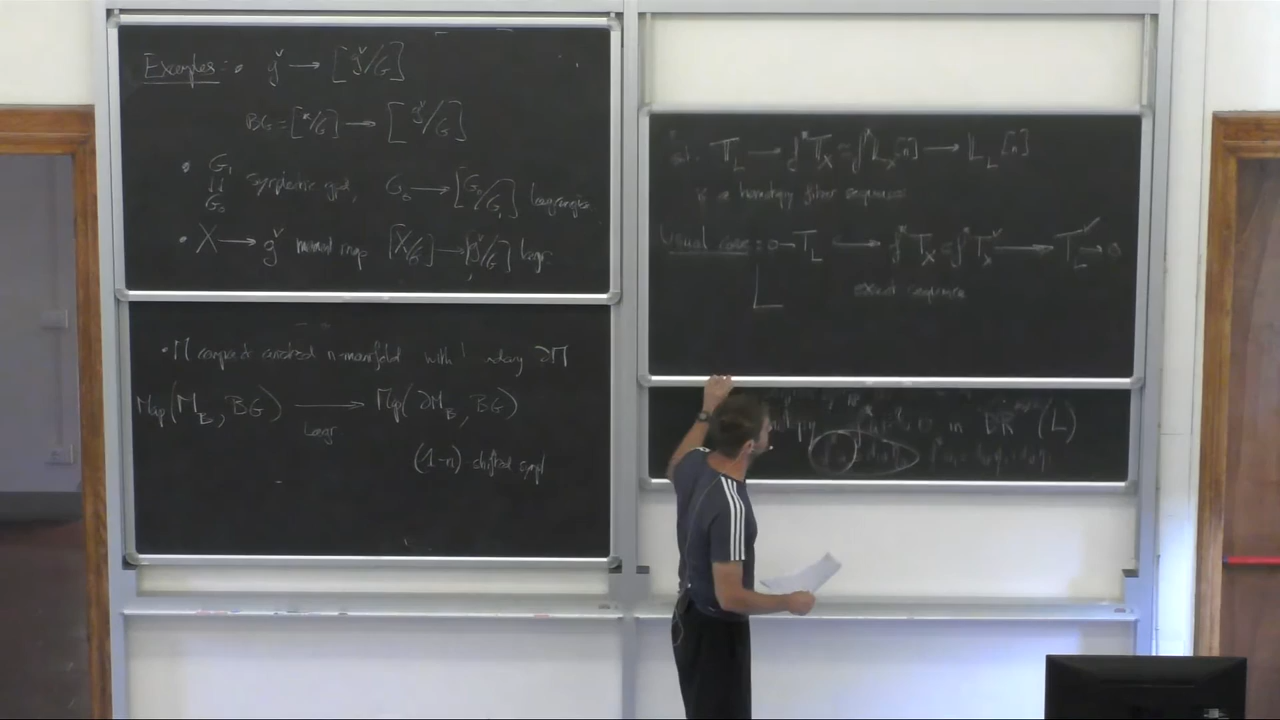 Examples: • 𝔤^∨ → [𝔤^∨/G]
BG = [*/G] → [𝔤^∨/G]
• G₁ ⇉ G₀ symplectic gpd, G₀ → [G₀/G₁] lagrangian
• X → 𝔤^∨ moment map [X/G] → [𝔤^∨/G] lagr.
• M compact oriented n-manifold with boundary ∂M
Map(M_B, BG) → Map(∂M_B, BG)
Lagr
(1-n)-shifted sympl
T_L → f*T_X ≃ f*L_X[n] → L_L[n]
is a homotopy fiber sequence
Usual case: 0 → T_L → f*T_X ≃ f*T_X^∨ → T_L^∨ → 0
exact sequence
in DR (L)